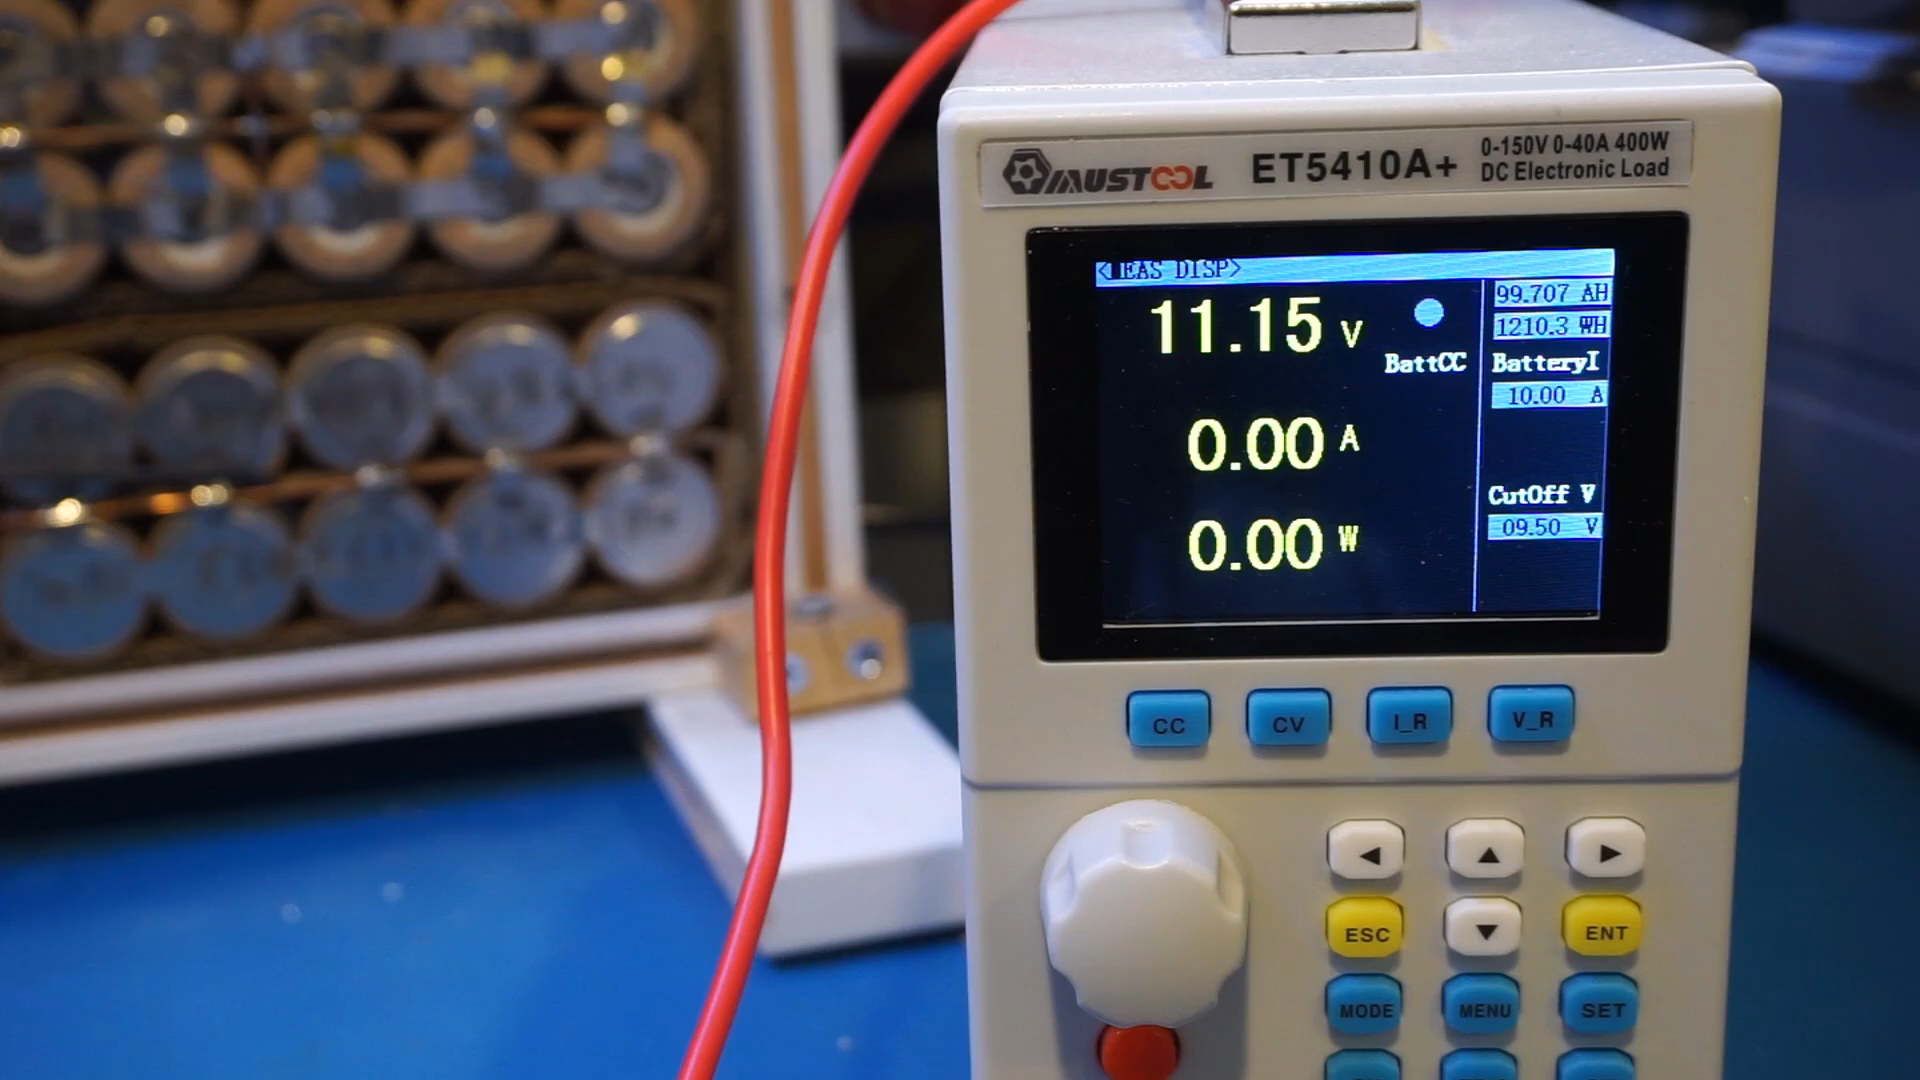 MUSTOOL ET5410A+ 0-150V 0-40A 400W
DC Electronic Load
<MEAS DISP>
11.15 V
BattCC
0.00 A
0.00 W
99.707 AH
1210.3 WH
BatteryI
10.00 A
CutOff V
09.50 V
CC CV I_R V_R
◀ ▲ ▶
ESC ▼ ENT
MODE MENU SET